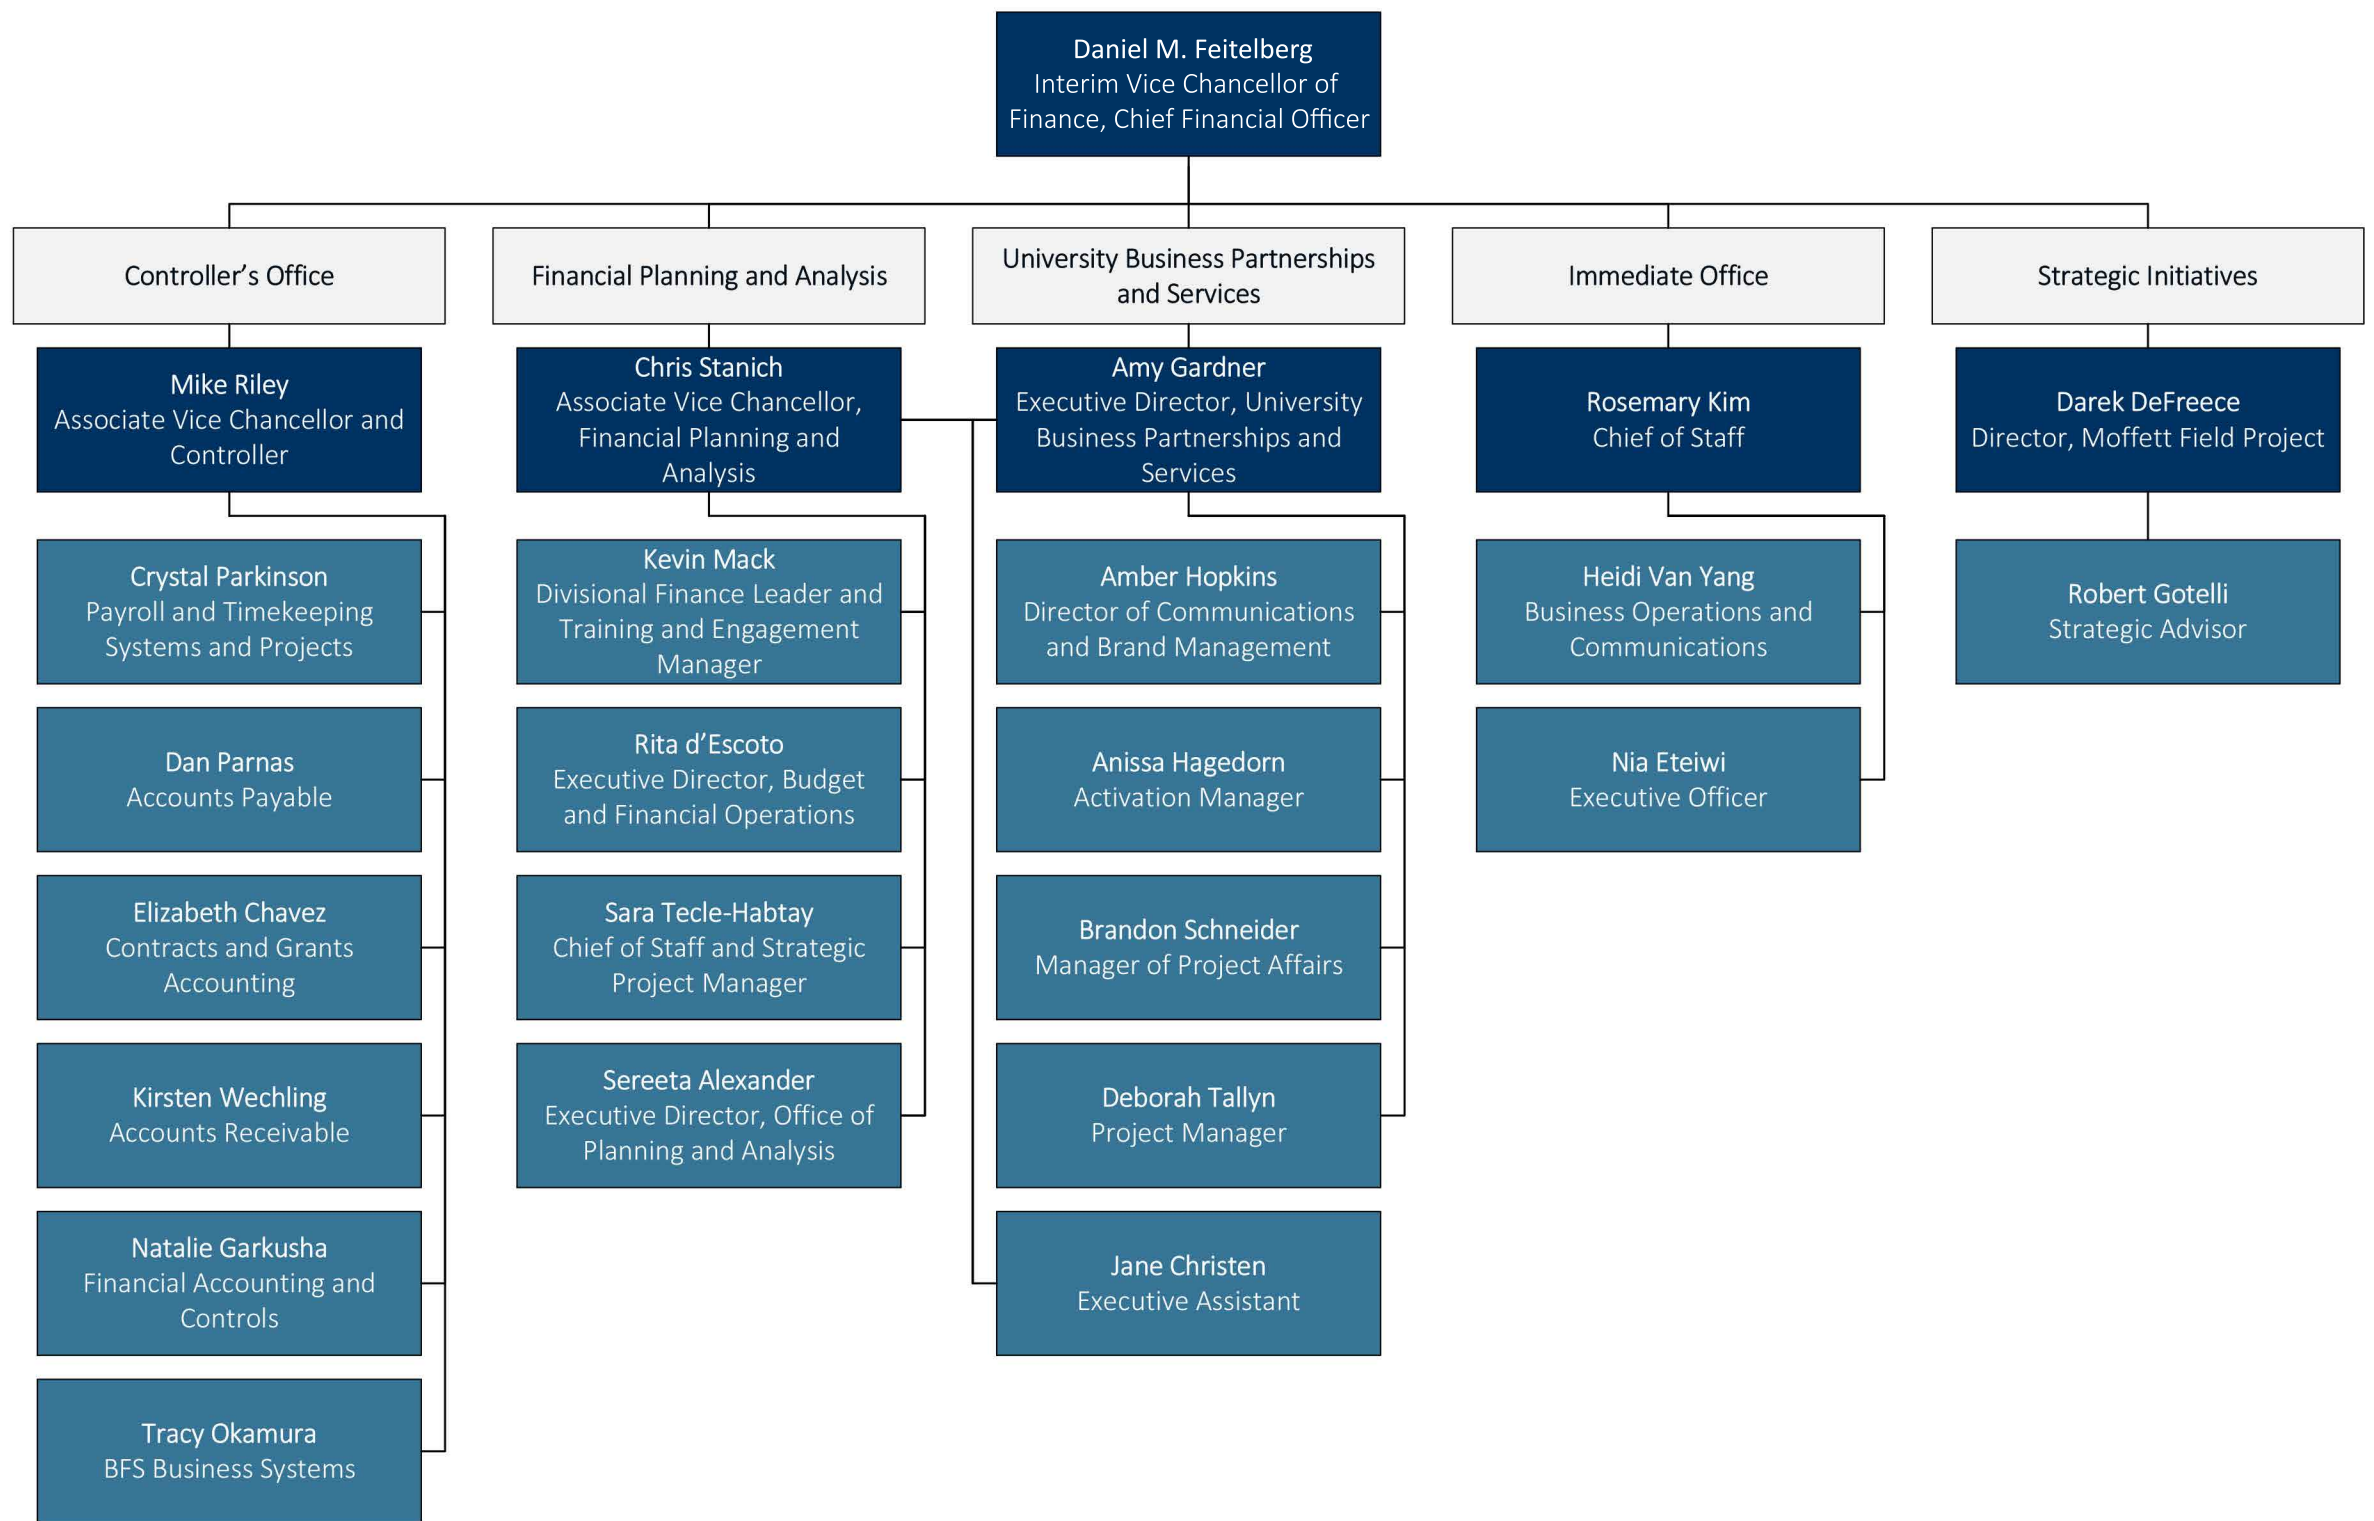 Daniel M. Feitelberg
Interim Vice Chancellor of
Finance, Chief Financial Officer
Controller’s Office
Financial Planning and Analysis
University Business Partnerships
and Services
Immediate Office
Strategic Initiatives
Mike Riley
Associate Vice Chancellor and
Controller
Chris Stanich
Associate Vice Chancellor,
Financial Planning and
Analysis
Amy Gardner
Executive Director, University
Business Partnerships and
Services
Rosemary Kim
Chief of Staff
Darek DeFreece
Director, Moffett Field Project
Crystal Parkinson
Payroll and Timekeeping
Systems and Projects
Kevin Mack
Divisional Finance Leader and
Training and Engagement
Manager
Amber Hopkins
Director of Communications
and Brand Management
Heidi Van Yang
Business Operations and
Communications
Robert Gotelli
Strategic Advisor
Dan Parnas
Accounts Payable
Rita d’Escoto
Executive Director, Budget
and Financial Operations
Anissa Hagedorn
Activation Manager
Nia Eteiwi
Executive Officer
Elizabeth Chavez
Contracts and Grants
Accounting
Sara Tecle-Habtay
Chief of Staff and Strategic
Project Manager
Brandon Schneider
Manager of Project Affairs
Kirsten Wechling
Accounts Receivable
Sereeta Alexander
Executive Director, Office of
Planning and Analysis
Deborah Tallyn
Project Manager
Natalie Garkusha
Financial Accounting and
Controls
Jane Christen
Executive Assistant
Tracy Okamura
BFS Business Systems